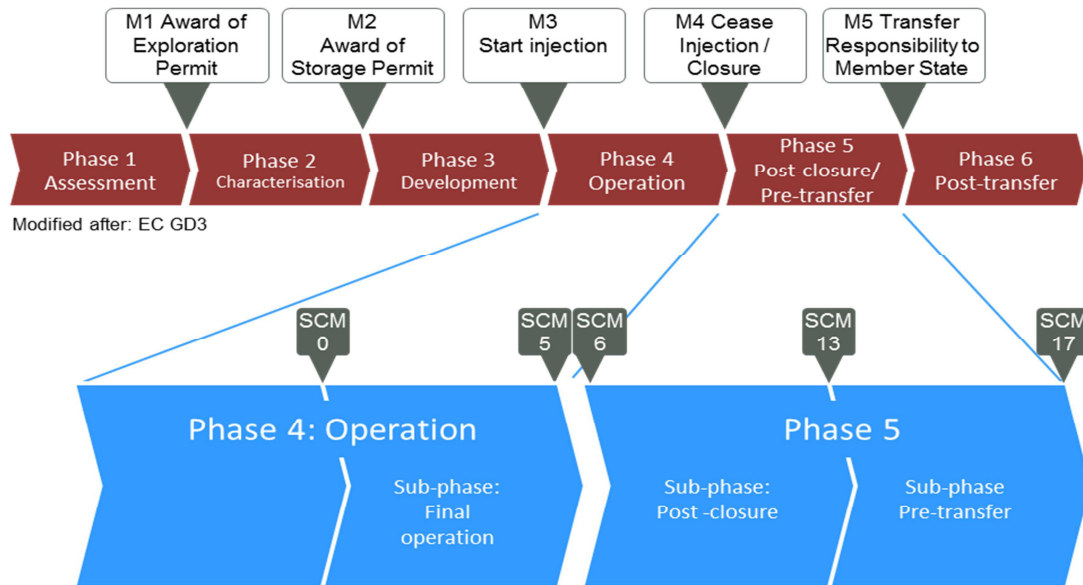 M1 Award of
Exploration
Permit
M2
Award of
Storage Permit
M3
Start injection
M4 Cease
Injection /
Closure
M5 Transfer
Responsibility to
Member State
Phase 1
Assessment
Phase 2
Characterisation
Phase 3
Development
Phase 4
Operation
Phase 5
Post-closure/
Pre-transfer
Phase 6
Post-transfer
Modified after: EC GD3
SCM
0
SCM
5
SCM
6
SCM
13
SCM
17
Phase 4: Operation
Sub-phase:
Final
operation
Phase 5
Sub-phase:
Post -closure
Sub-phase
Pre-transfer